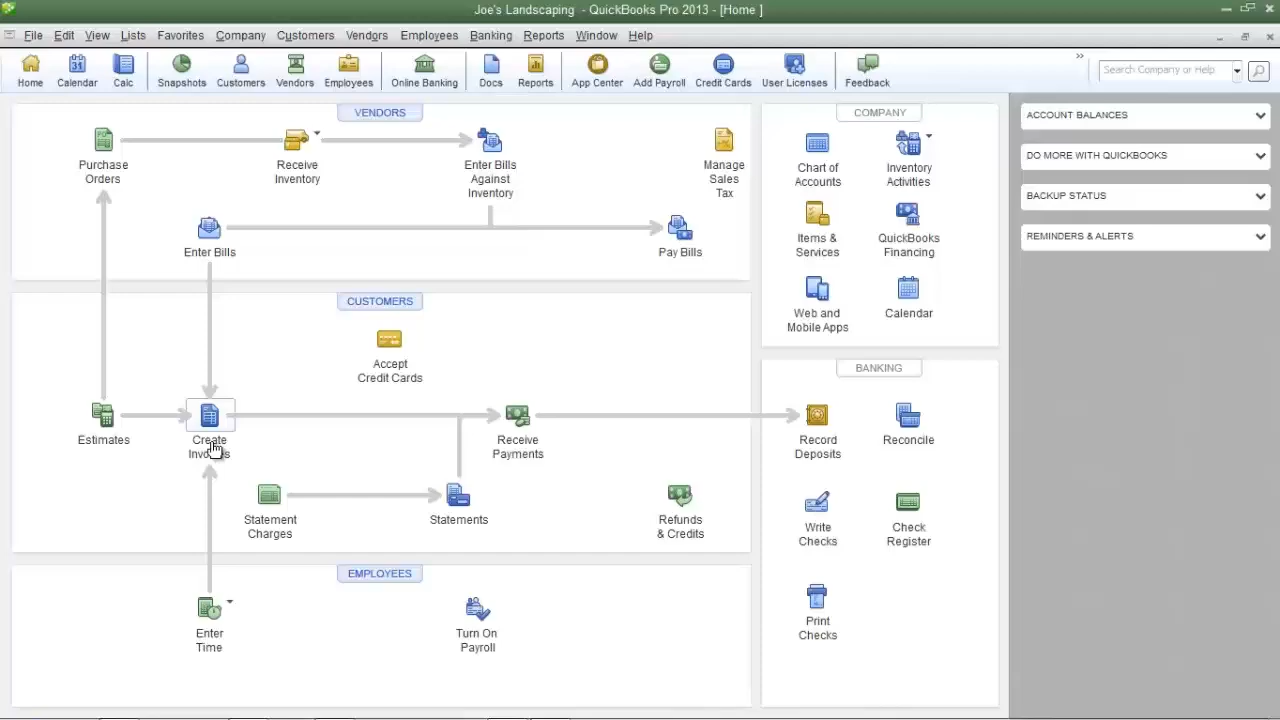 Joe's Landscaping - QuickBooks Pro 2013 - [Home ]
File Edit View Lists Favorites Company Customers Vendors Employees Banking Reports Window Help
Home Calendar Calc Snapshots Customers Vendors Employees Online Banking Docs Reports App Center Add Payroll Credit Cards User Licenses Feedback
Search Company or Help
VENDORS
Purchase
Orders
Receive
Inventory
Enter Bills
Against
Inventory
Manage
Sales
Tax
Enter Bills
Pay Bills
CUSTOMERS
Accept
Credit Cards
Estimates
Create
Invoices
Receive
Payments
Statement
Charges
Statements
Refunds
& Credits
EMPLOYEES
Enter
Time
Turn On
Payroll
COMPANY
Chart of
Accounts
Inventory
Activities
Items &
Services
QuickBooks
Financing
Web and
Mobile Apps
Calendar
BANKING
Record
Deposits
Reconcile
Write
Checks
Check
Register
Print
Checks
ACCOUNT BALANCES
DO MORE WITH QUICKBOOKS
BACKUP STATUS
REMINDERS & ALERTS